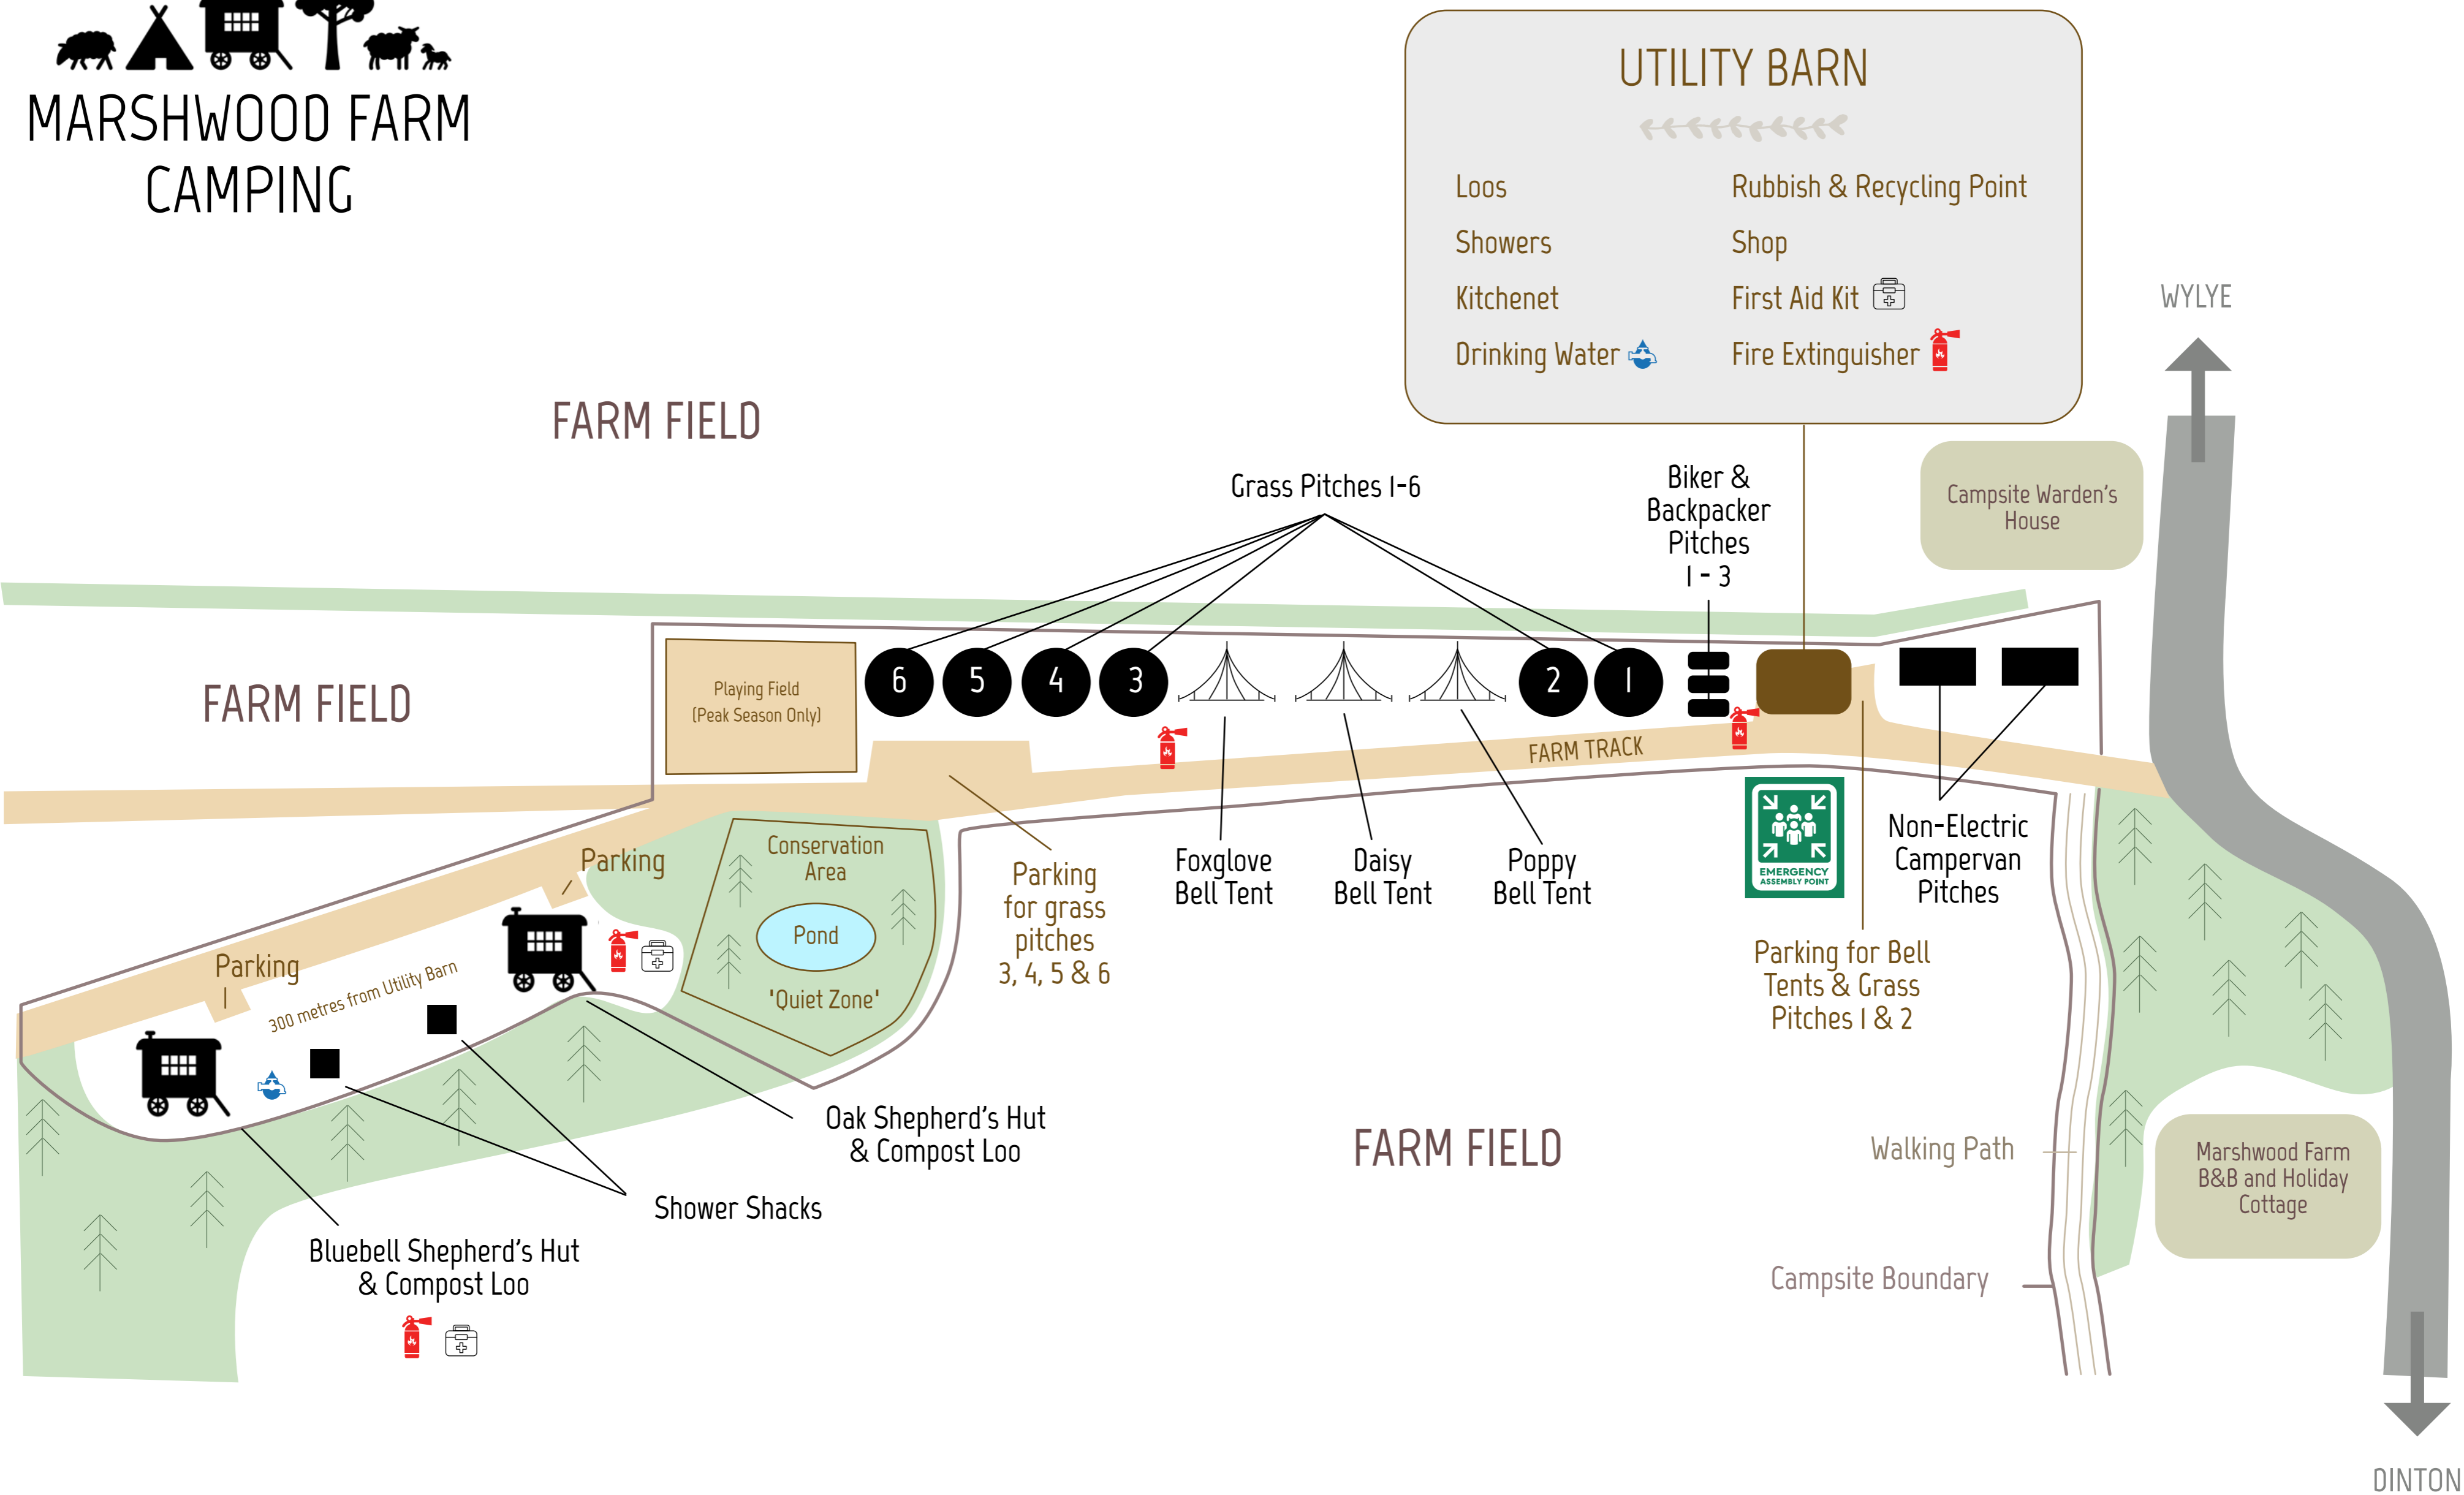 MARSHWOOD FARM
CAMPING
UTILITY BARN
Loos
Showers
Kitchenet
Drinking Water
Rubbish & Recycling Point
Shop
First Aid Kit
Fire Extinguisher
WYLYE
FARM FIELD
Grass Pitches 1-6
Biker &
Backpacker
Pitches
1 - 3
Campsite Warden's
House
FARM FIELD
Playing Field
(Peak Season Only)
6
5
4
3
2
1
FARM TRACK
Parking
Conservation
Area
Pond
'Quiet Zone'
Parking
for grass
pitches
3, 4, 5 & 6
Foxglove
Bell Tent
Daisy
Bell Tent
Poppy
Bell Tent
EMERGENCY
ASSEMBLY POINT
Non-Electric
Campervan
Pitches
Parking for Bell
Tents & Grass
Pitches 1 & 2
Parking
300 metres from Utility Barn
Oak Shepherd's Hut
& Compost Loo
Shower Shacks
Bluebell Shepherd's Hut
& Compost Loo
FARM FIELD
Walking Path
Marshwood Farm
B&B and Holiday
Cottage
Campsite Boundary
DINTON